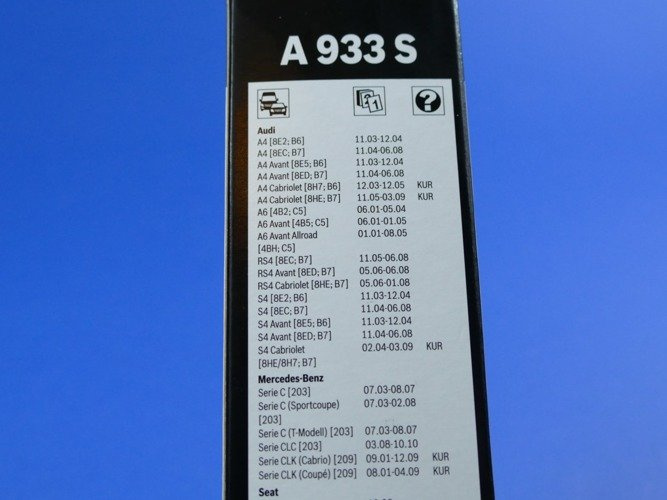 A 933 S
Audi
A4 [8E2; B6] 11.03-12.04
A4 [8EC; B7] 11.04-06.08
A4 Avant [8E5; B6] 11.03-12.04
A4 Avant [8ED; B7] 11.04-06.08
A4 Cabriolet [8H7; B6] 12.03-12.05 KUR
A4 Cabriolet [8HE; B7] 11.05-03.09 KUR
A6 [4B2; C5] 06.01-05.04
A6 Avant [4B5; C5] 06.01-01.05
A6 Avant Allroad 01.01-08.05
[4BH; C5]
RS4 [8EC; B7] 11.05-06.08
RS4 Avant [8ED; B7] 05.06-06.08
RS4 Cabriolet [8HE; B7] 05.06-01.08
S4 [8E2; B6] 11.03-12.04
S4 [8EC; B7] 11.04-06.08
S4 Avant [8E5; B6] 11.03-12.04
S4 Avant [8ED; B7] 11.04-06.08
S4 Cabriolet 02.04-03.09 KUR
[8HE/8H7; B7]
Mercedes-Benz
Serie C [203] 07.03-08.07
Serie C (Sportcoupe) 07.03-02.08
[203]
Serie C (T-Modell) [203] 07.03-08.07
Serie CLC [203] 03.08-10.10
Serie CLK (Cabrio) [209] 09.01-12.09 KUR
Serie CLK (Coupé) [209] 08.01-04.09 KUR
Seat